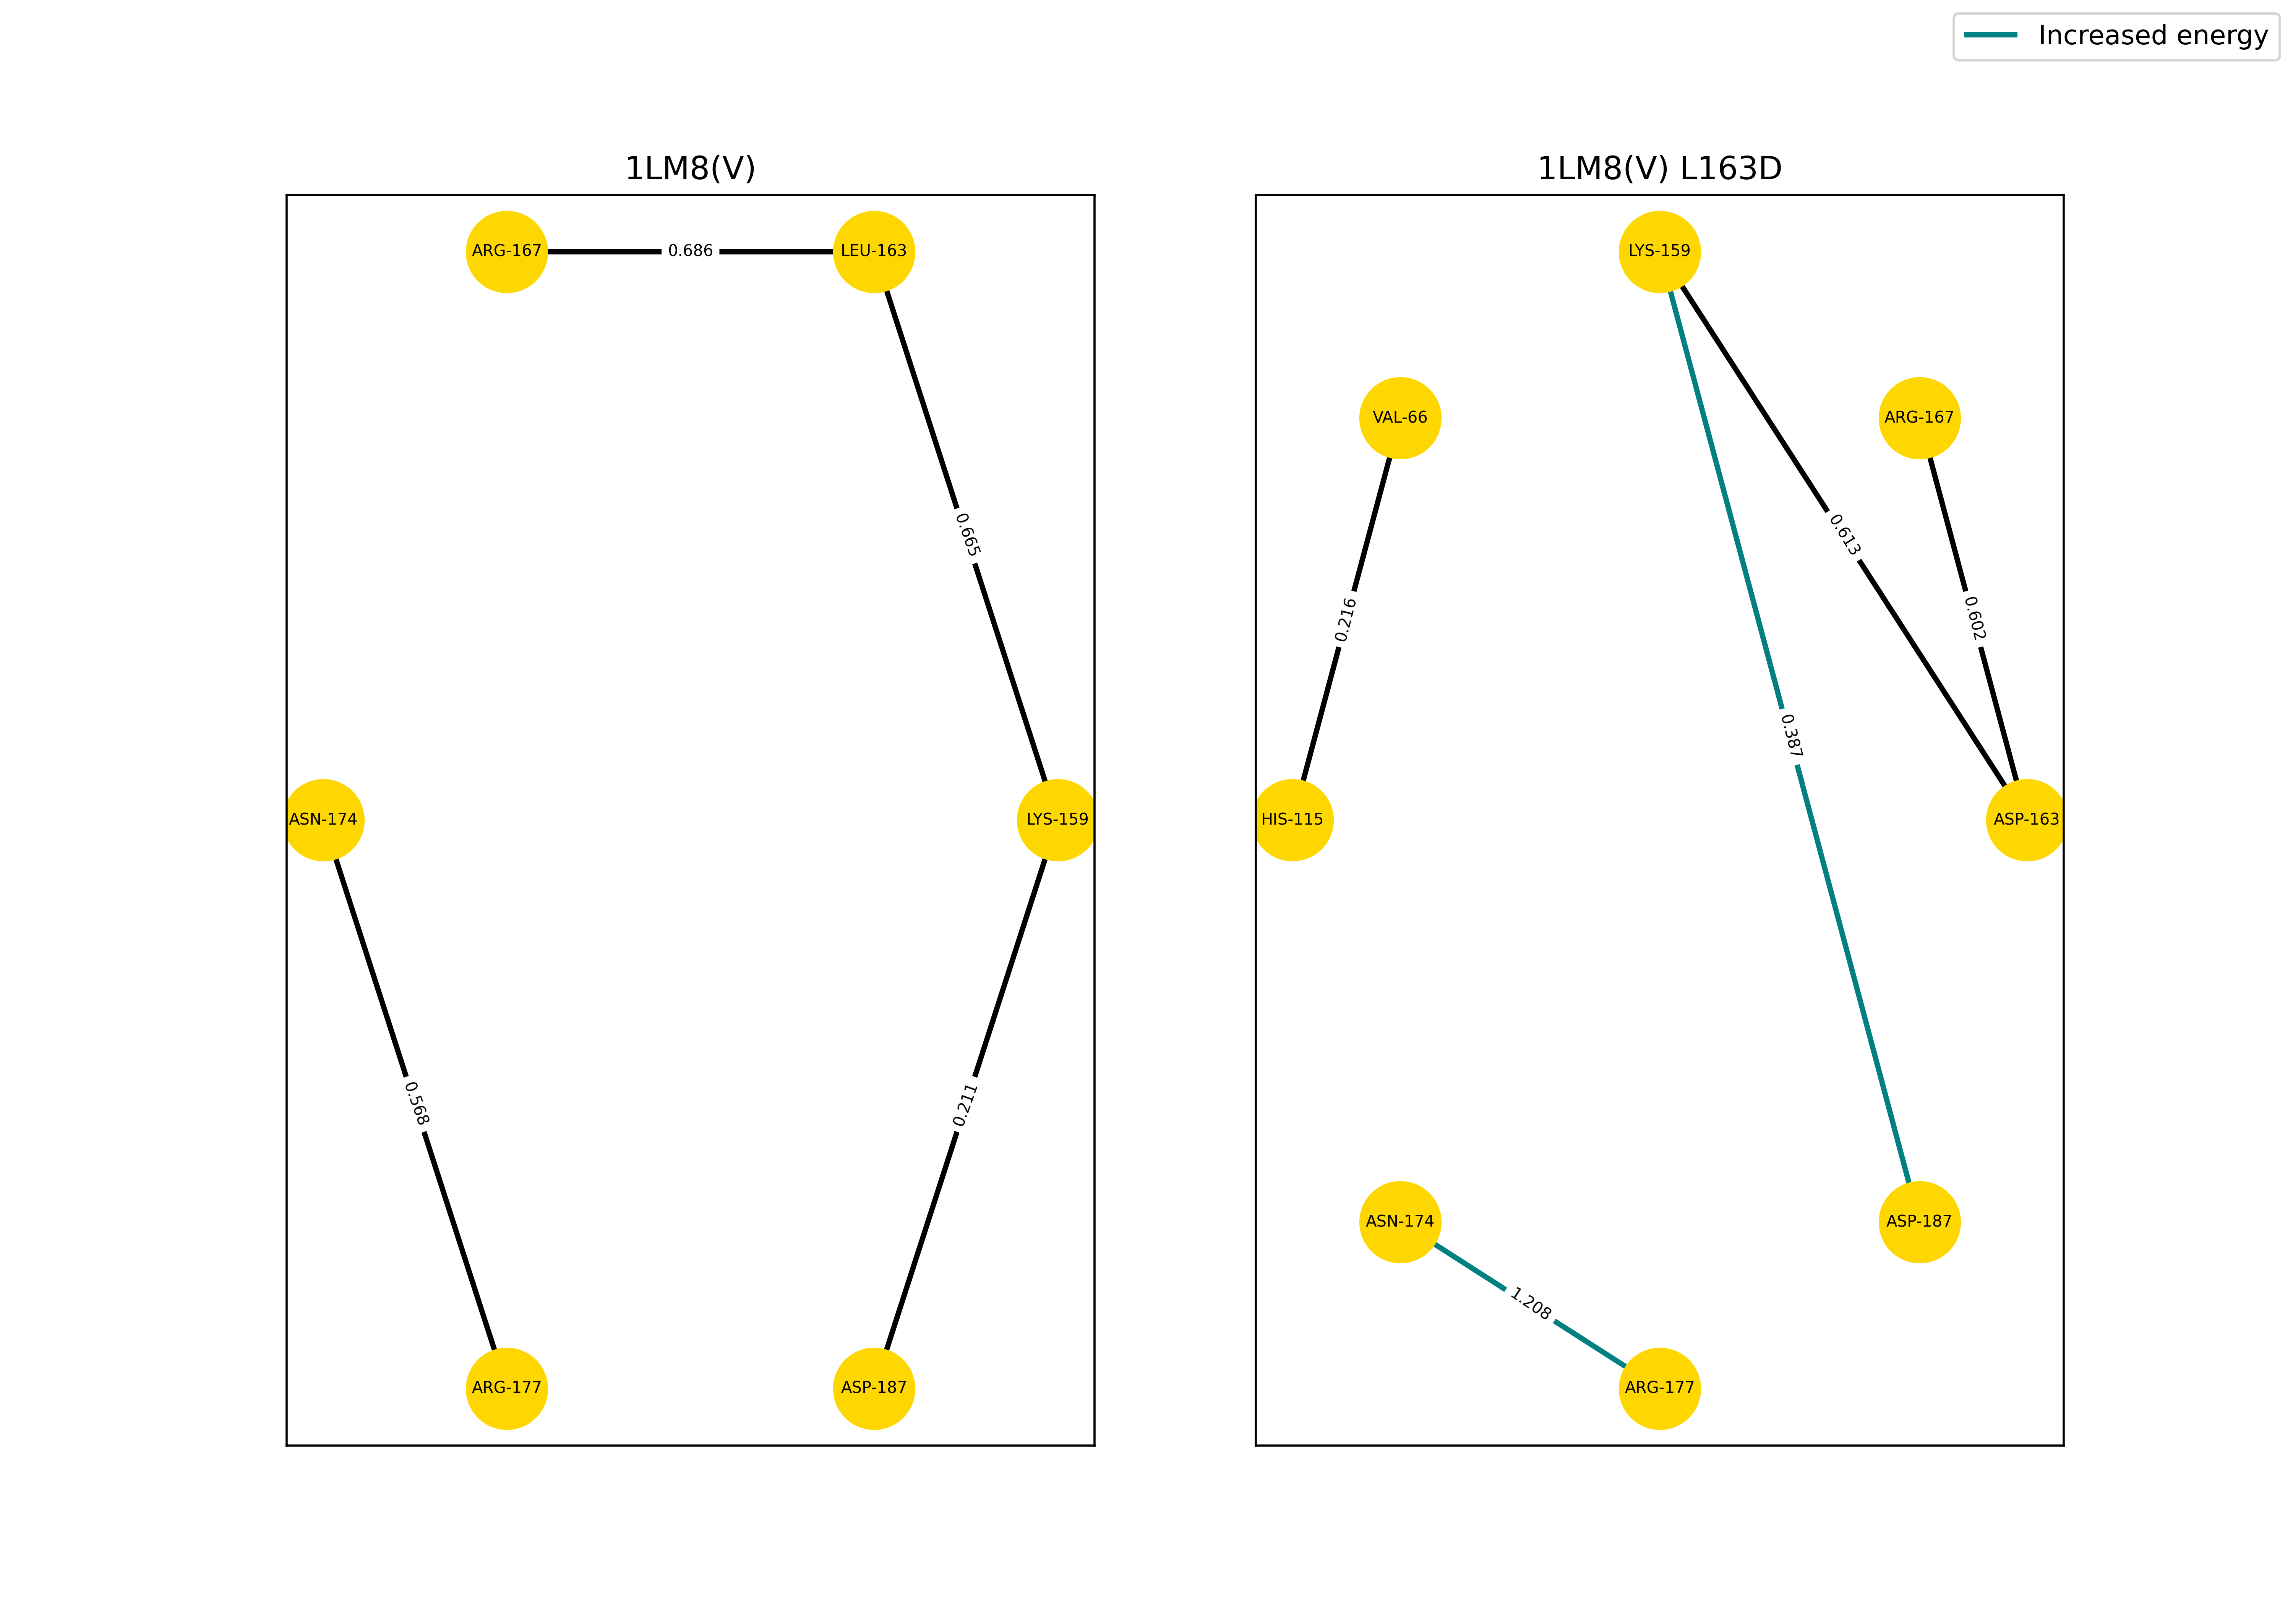 Increased energy
1LM8(V)
ARG-167
0.686
LEU-163
0.665
ASN-174
LYS-159
0.568
0.211
ARG-177
ASP-187
1LM8(V) L163D
LYS-159
VAL-66
ARG-167
0.613
0.216
0.602
0.387
HIS-115
ASP-163
ASN-174
ASP-187
1.208
ARG-177